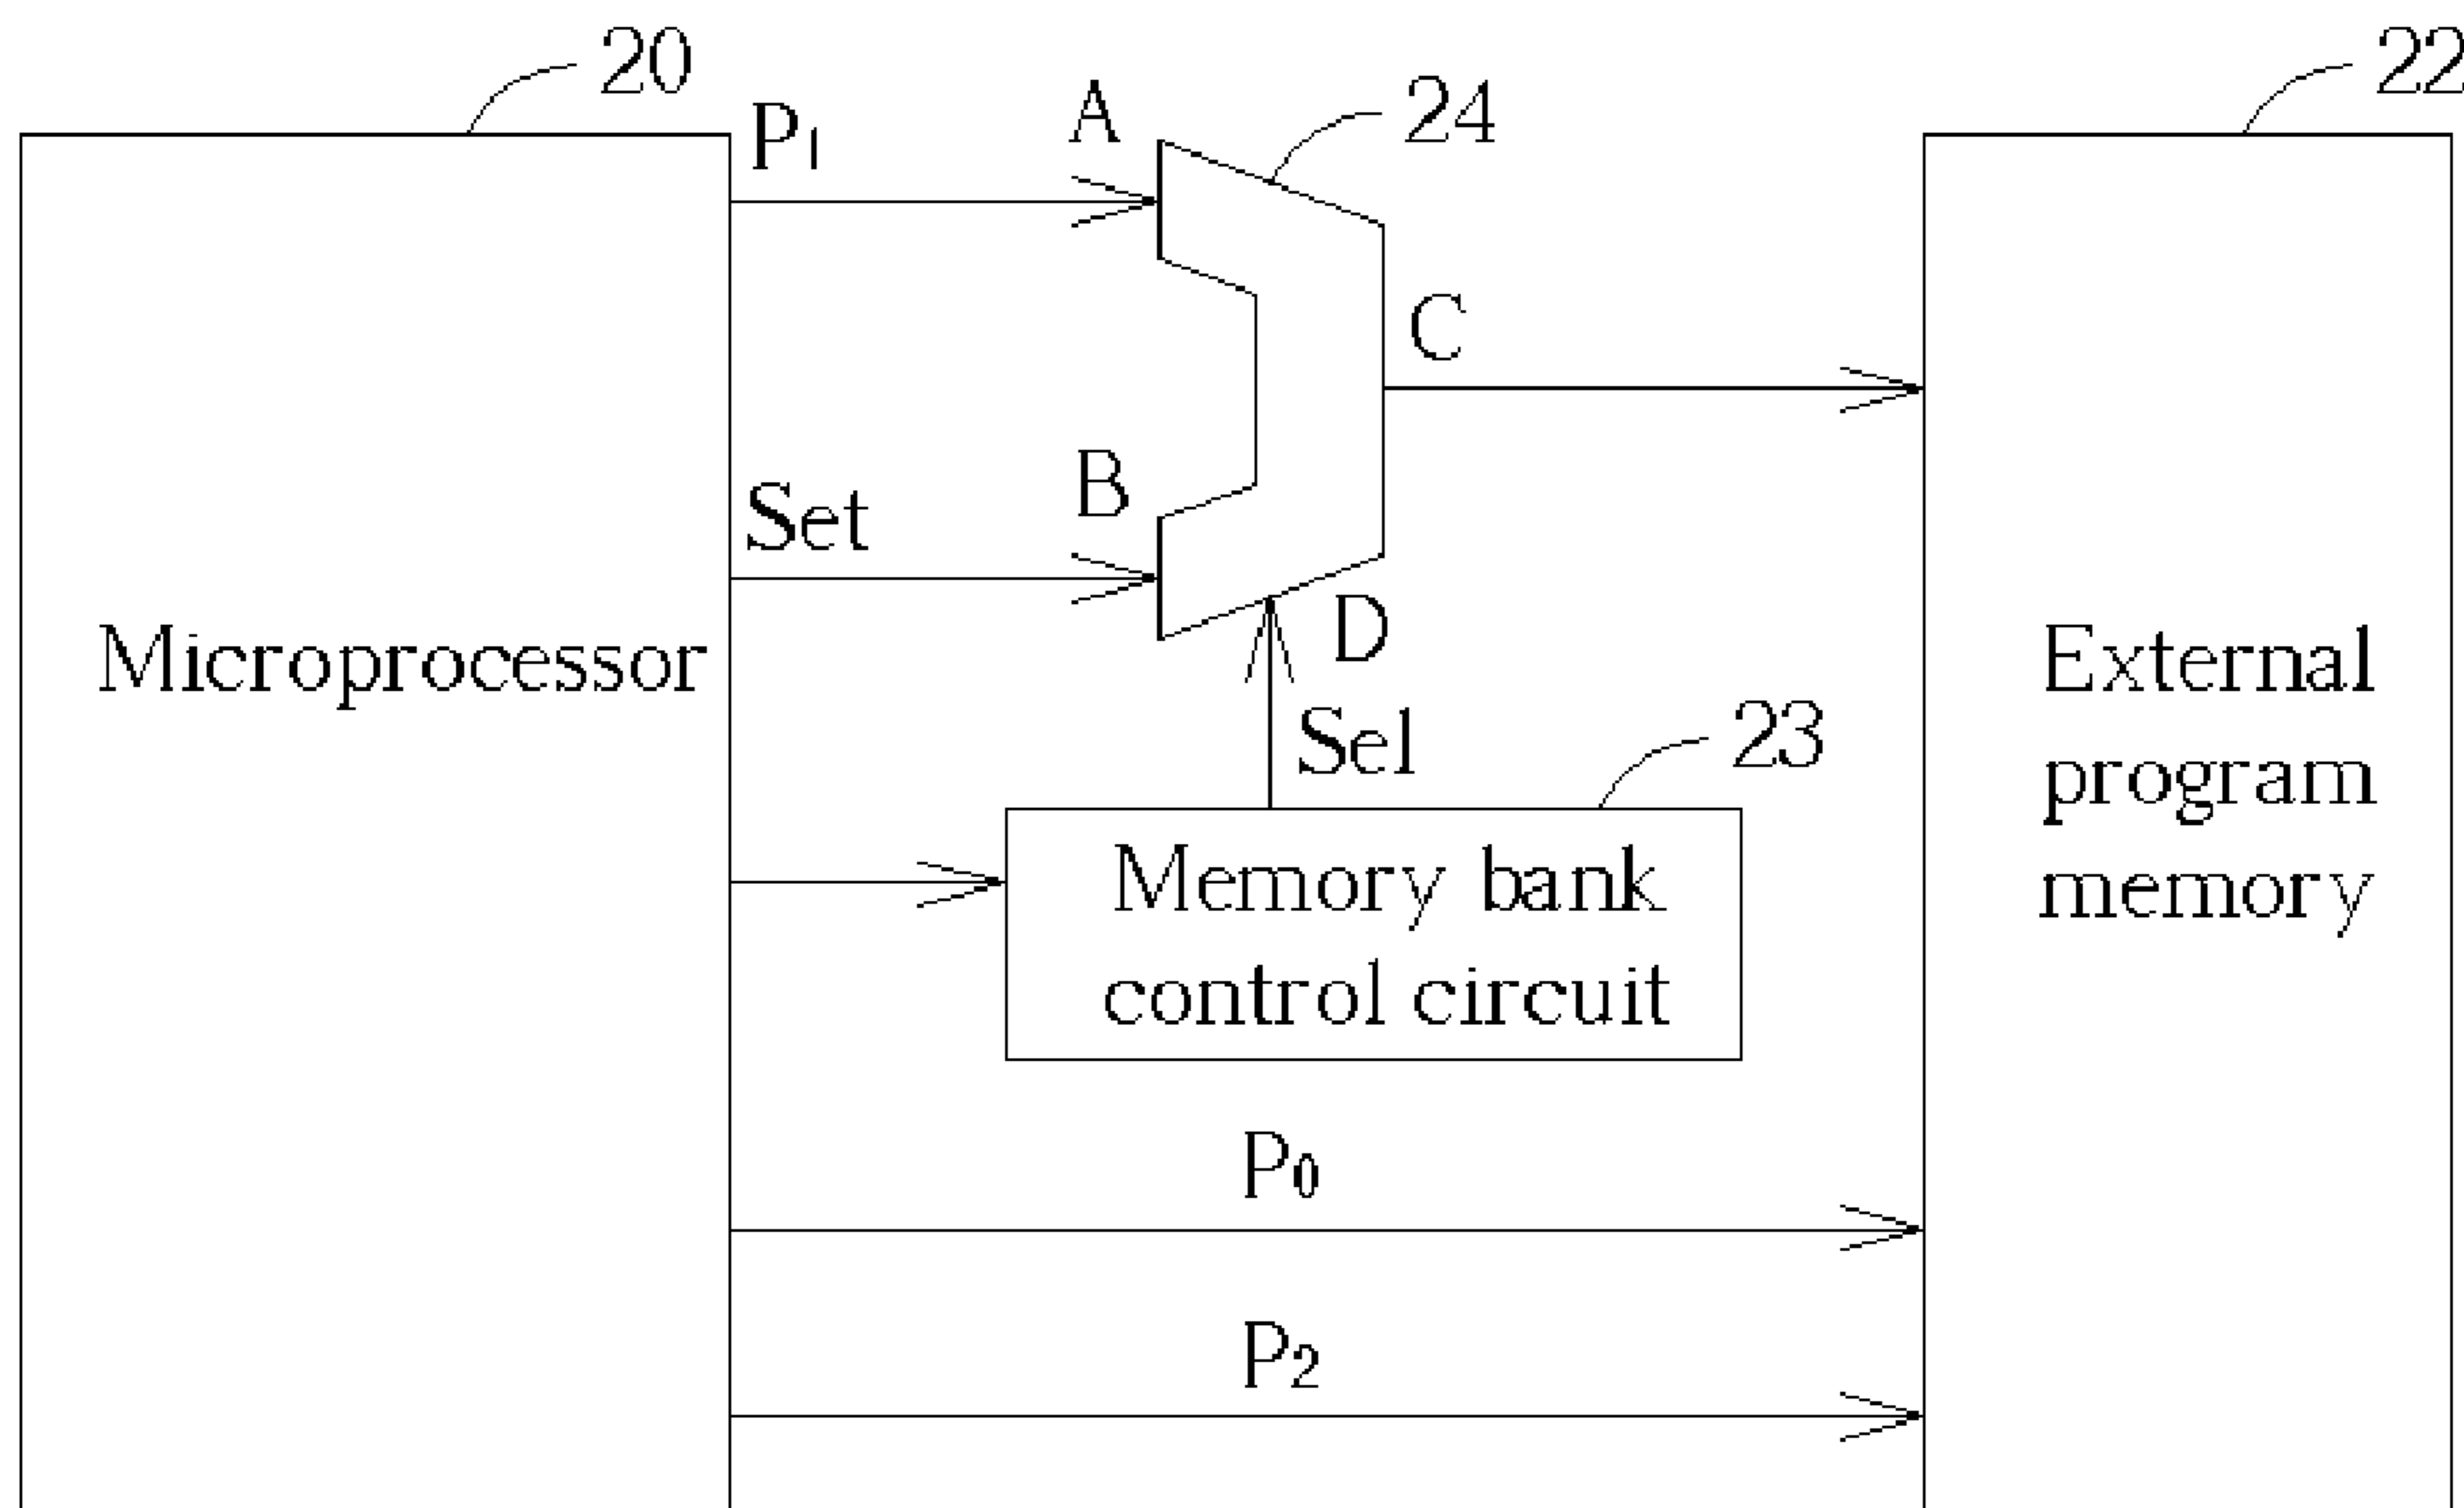 20
22
P1
A
24
C
Set
B
D
Microprocessor
External
program
memory
Sel
23
Memory bank
control circuit
P0
P2